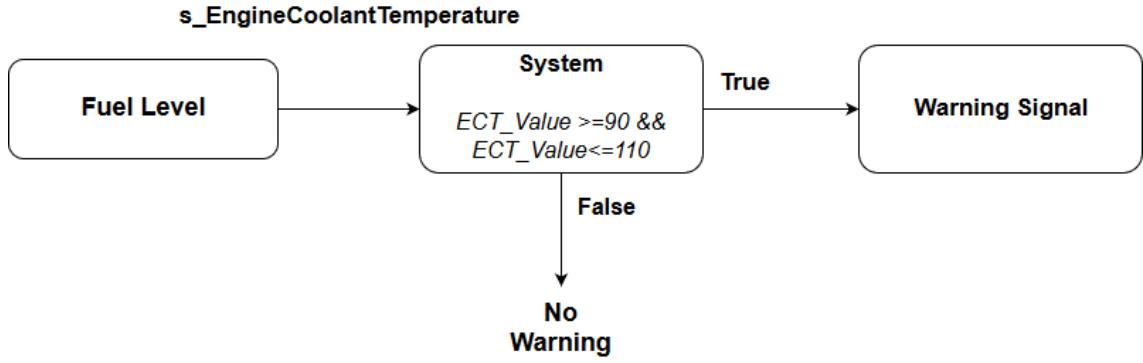 s_EngineCoolantTemperature
Fuel Level
System
ECT_Value >=90 &&
ECT_Value<=110
True
Warning Signal
False
No
Warning